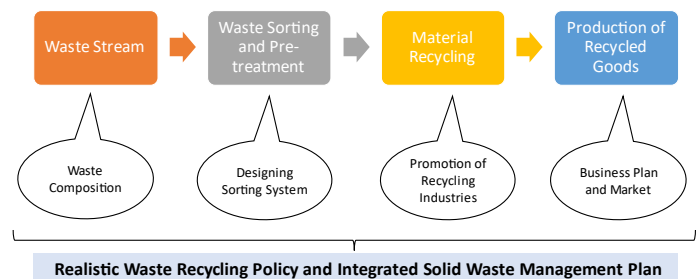 Waste Stream
Waste Sorting
and Pre-
treatment
Material
Recycling
Production of
Recycled
Goods
Waste
Composition
Designing
Sorting System
Promotion of
Recycling
Industries
Business Plan
and Market
Realistic Waste Recycling Policy and Integrated Solid Waste Management Plan